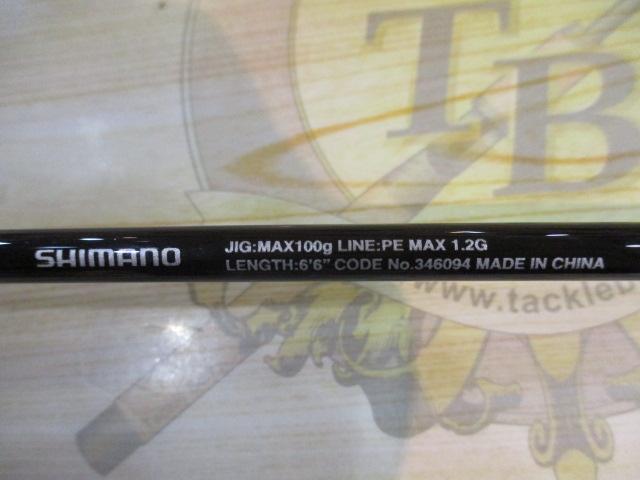 TB
SHIMANO
JIG:MAX100g LINE:PE MAX 1.2G
LENGTH:6'6" CODE No.346094 MADE IN CHINA
www.tackleb